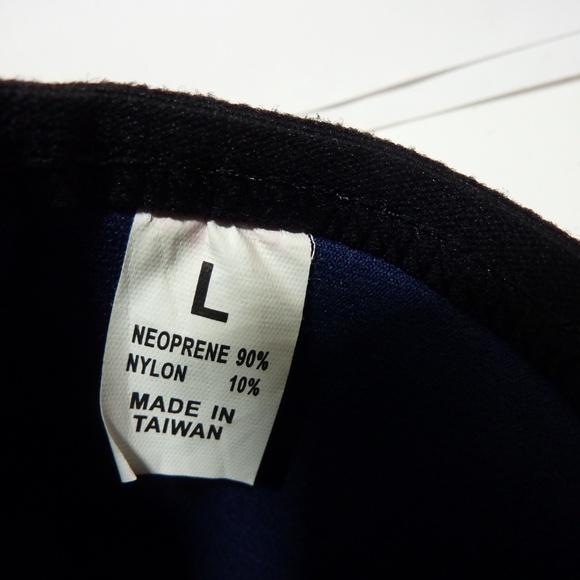 L
NEOPRENE 90%
NYLON 10%
MADE IN
TAIWAN